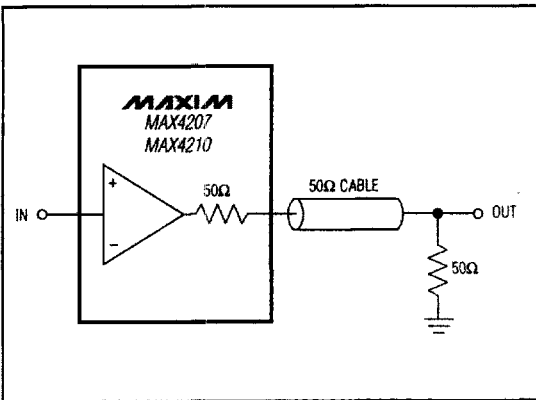 MAXIM
MAX4207
MAX4210
+
50Ω
50Ω CABLE
IN
OUT
−
50Ω